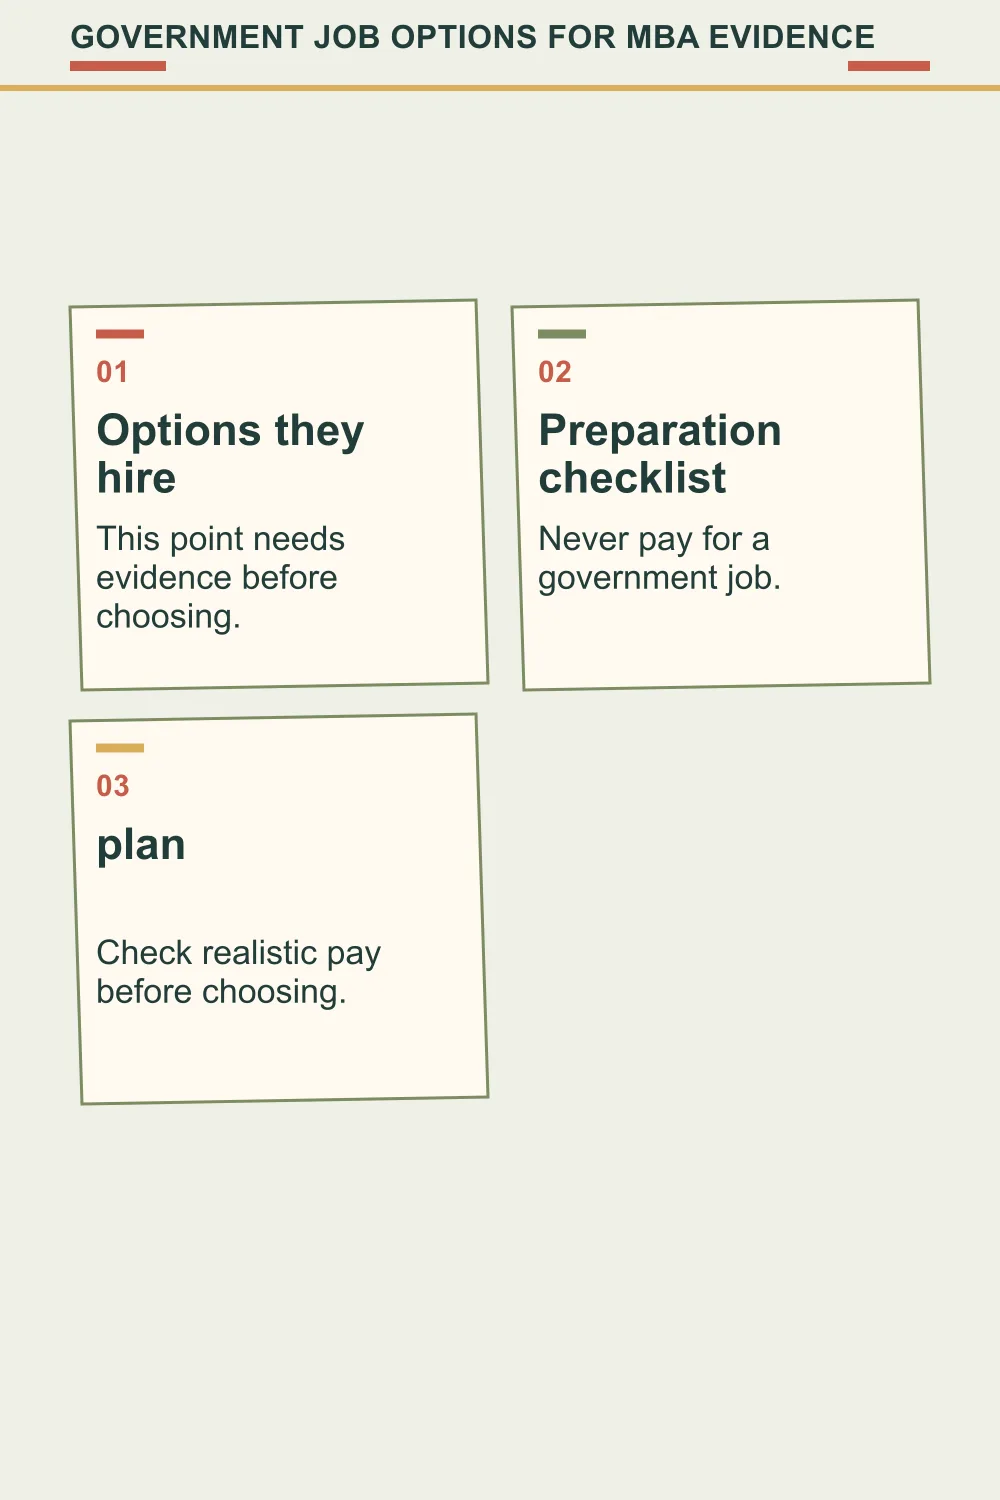 GOVERNMENT JOB OPTIONS FOR MBA EVIDENCE
01
Options they
hire
This point needs
evidence before
choosing.
02
Preparation
checklist
Never pay for a
government job.
03
plan
Check realistic pay
before choosing.